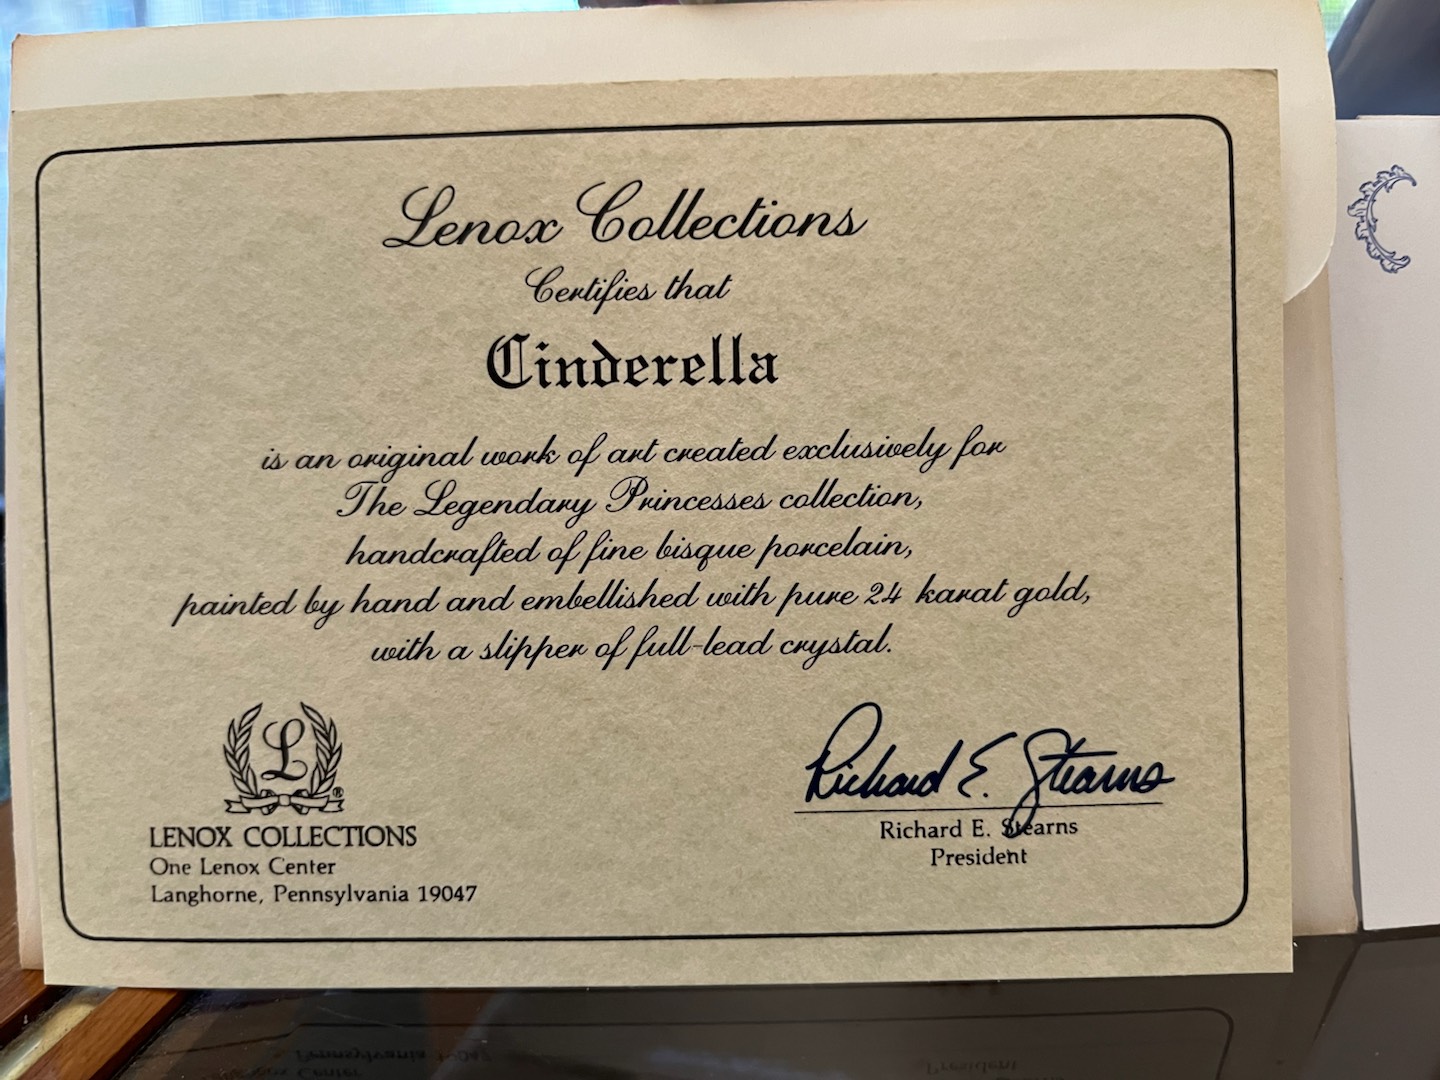 Lenox Collections
Certifies that
Cinderella
is an original work of art created exclusively for
The Legendary Princesses collection,
handcrafted of fine bisque porcelain,
painted by hand and embellished with pure 24 karat gold,
with a slipper of full-lead crystal.
L
®
LENOX COLLECTIONS
One Lenox Center
Langhorne, Pennsylvania 19047
Richard E. Stearns
Richard E. Stearns
President